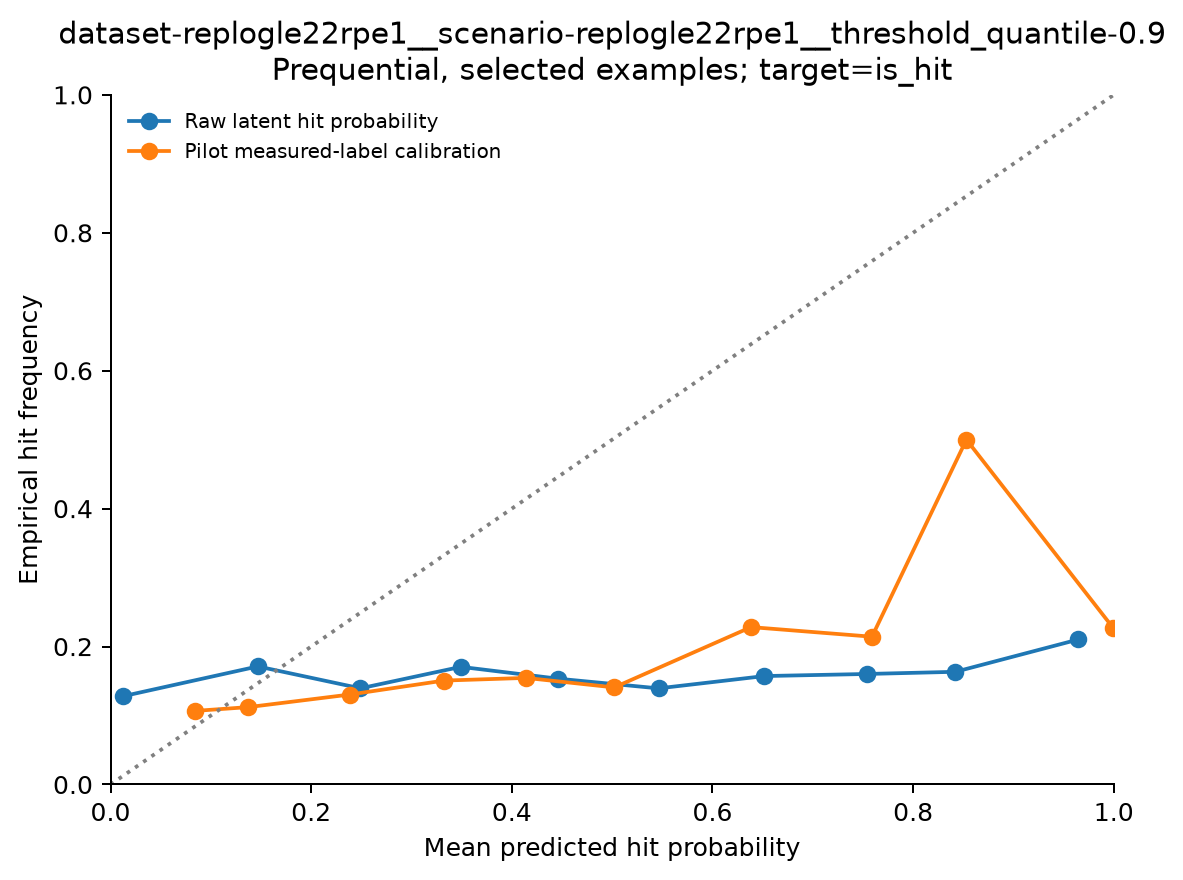 dataset-replogle22rpe1__scenario-replogle22rpe1__threshold_quantile-0.9
Prequential, selected examples; target=is_hit
1.0
Raw latent hit probability
Pilot measured-label calibration
0.8
0.6
0.4
0.2
0.0
Empirical hit frequency
0.0 0.2 0.4 0.6 0.8 1.0
Mean predicted hit probability